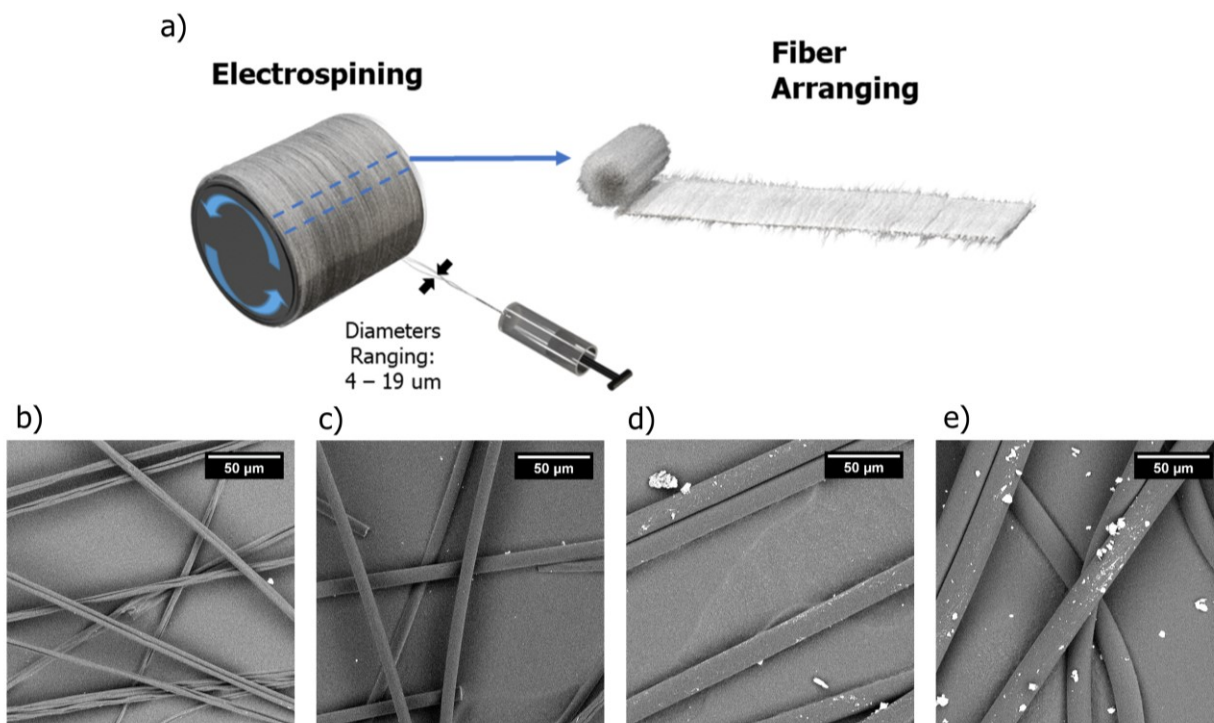 a)
Electrospining
Fiber
Arranging
Diameters
Ranging:
4 – 19 um
b)
c)
d)
e)
50 µm
50 µm
50 µm
50 µm